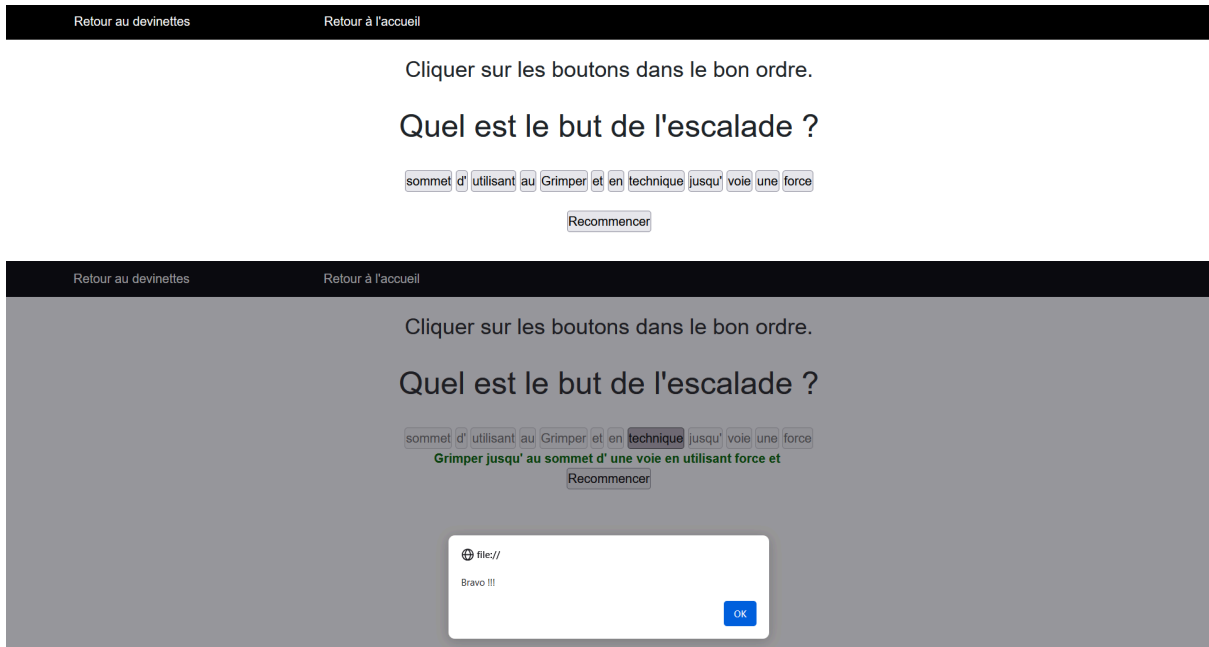 Retour au devinettes Retour à l'accueil
Cliquer sur les boutons dans le bon ordre.
Quel est le but de l'escalade ?
sommet d' utilisant au Grimper et en technique jusqu' voie une force
Recommencer
Retour au devinettes Retour à l'accueil
Cliquer sur les boutons dans le bon ordre.
Quel est le but de l'escalade ?
sommet d' utilisant au Grimper et en technique jusqu' voie une force
Grimper jusqu' au sommet d' une voie en utilisant force et
Recommencer
file://
Bravo !!!
OK